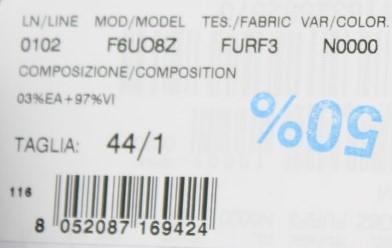 LN/LINE MOD/MODEL TES./FABRIC VAR/COLOR.
0102 F6UO8Z FURF3 N0000
COMPOSIZIONE/COMPOSITION
03%EA+97%VI
50%
TAGLIA: 44/1
116
8 052087 169424